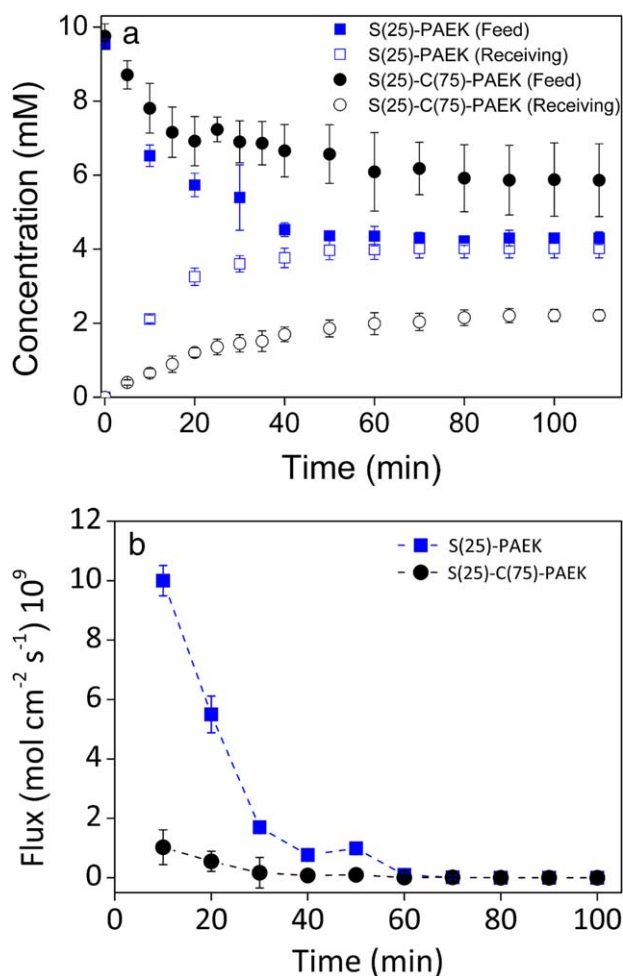 a
S(25)-PAEK (Feed)
S(25)-PAEK (Receiving)
S(25)-C(75)-PAEK (Feed)
S(25)-C(75)-PAEK (Receiving)
10
8
6
4
2
0
Concentration (mM)
0 20 40 60 80 100
Time (min)
b
S(25)-PAEK
S(25)-C(75)-PAEK
12
10
8
6
4
2
0
Flux (mol cm⁻² s⁻¹) 10⁹
0 20 40 60 80 100
Time (min)